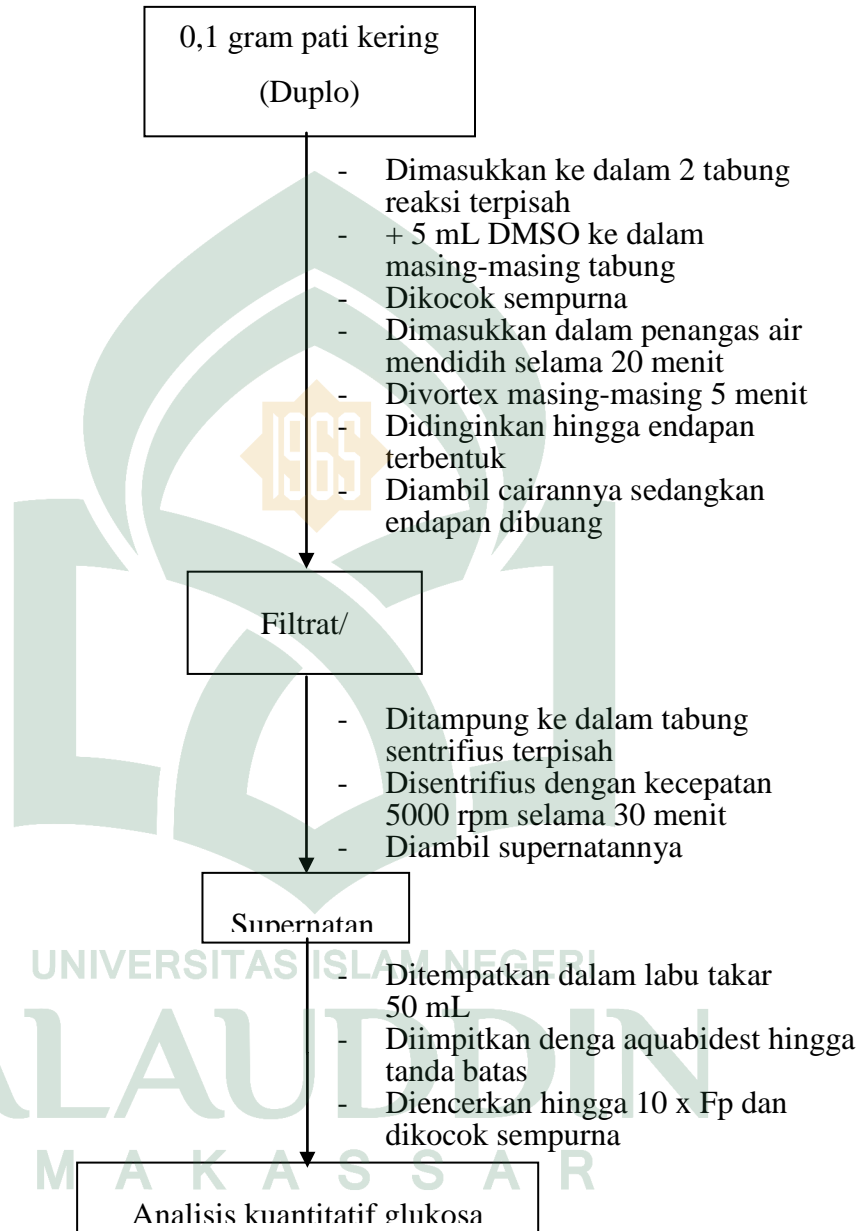 0,1 gram pati kering
(Duplo)
- Dimasukkan ke dalam 2 tabung
reaksi terpisah
- + 5 mL DMSO ke dalam
masing-masing tabung
- Dikocok sempurna
- Dimasukkan dalam penangas air
mendidih selama 20 menit
- Divortex masing-masing 5 menit
- Didinginkan hingga endapan
terbentuk
- Diambil cairannya sedangkan
endapan dibuang
1965
Filtrat/
- Ditampung ke dalam tabung
sentrifius terpisah
- Disentrifius dengan kecepatan
5000 rpm selama 30 menit
- Diambil supernatannya
Supernatan
UNIVERSITAS ISLAM NEGERI
- Ditempatkan dalam labu takar
50 mL
- Diimpitkan denga aquabidest hingga
tanda batas
- Diencerkan hingga 10 x Fp dan
dikocok sempurna
ALAUDDIN
MAKASSAR
Analisis kuantitatif glukosa